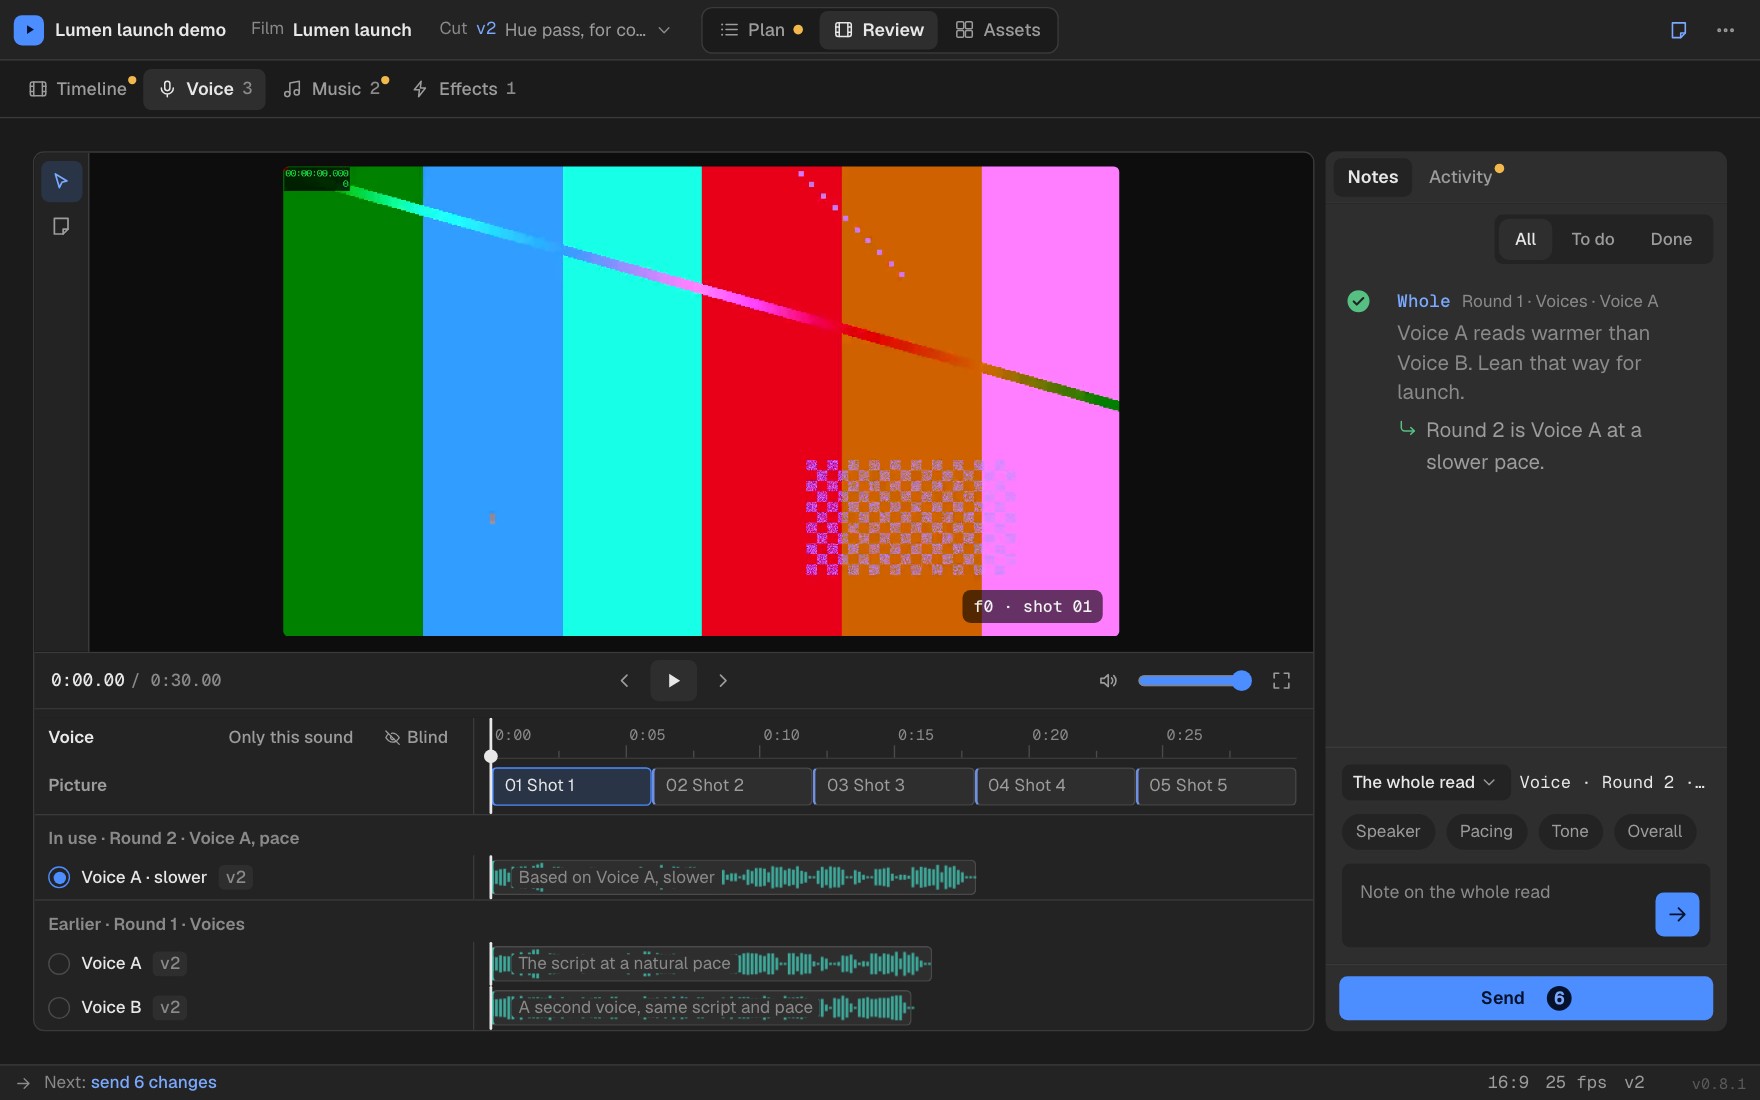 Lumen launch demo
Film Lumen launch
Cut v2 Hue pass, for co…
Plan
Review
Assets
Timeline
Voice 3
Music 2
Effects 1
00:00:00.000
0
f0 · shot 01
0:00.00 / 0:30.00
Voice
Only this sound
Blind
0:00
0:05
0:10
0:15
0:20
0:25
Picture
01 Shot 1
02 Shot 2
03 Shot 3
04 Shot 4
05 Shot 5
In use · Round 2 · Voice A, pace
Voice A · slower v2
Based on Voice A, slower
Earlier · Round 1 · Voices
Voice A v2
The script at a natural pace
Voice B v2
A second voice, same script and pace
Notes
Activity
All
To do
Done
Whole Round 1 · Voices · Voice A
Voice A reads warmer than
Voice B. Lean that way for
launch.
Round 2 is Voice A at a
slower pace.
The whole read
Voice · Round 2 ·…
Speaker
Pacing
Tone
Overall
Note on the whole read
Send 6
Next: send 6 changes
16:9 25 fps v2
v0.8.1